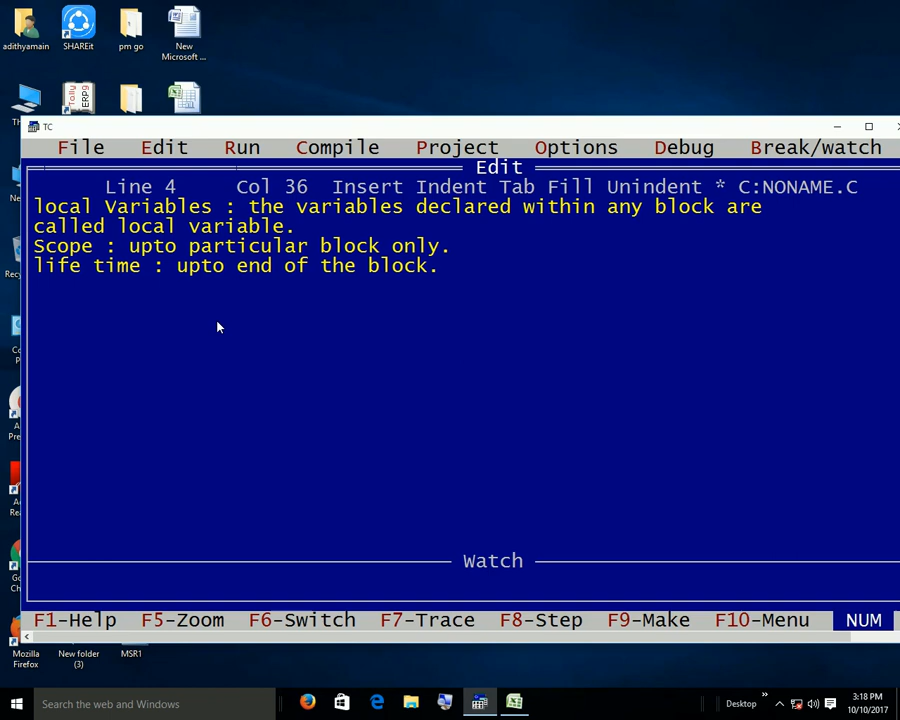 adithyamain
SHAREit
pm go
New
Microsoft ...
Tally
ERP9
TC
File Edit Run Compile Project Options Debug Break/watch
Edit
Line 4 Col 36 Insert Indent Tab Fill Unindent * C:NONAME.C
local Variables : the variables declared within any block are
called local variable.
Scope : upto particular block only.
life time : upto end of the block.
Watch
F1-Help F5-Zoom F6-Switch F7-Trace F8-Step F9-Make F10-Menu NUM
Mozilla
Firefox
New folder
(3)
MSR1
Search the web and Windows
Desktop
3:18 PM
10/10/2017